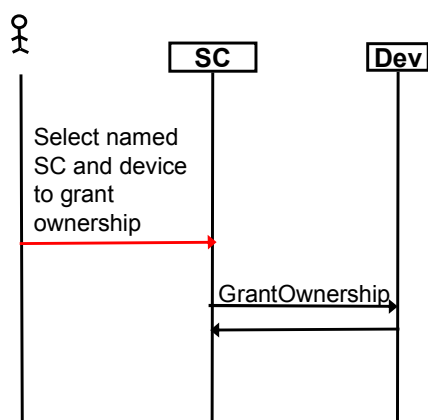 SC
Dev
Select named
SC and device
to grant
ownership
GrantOwnership